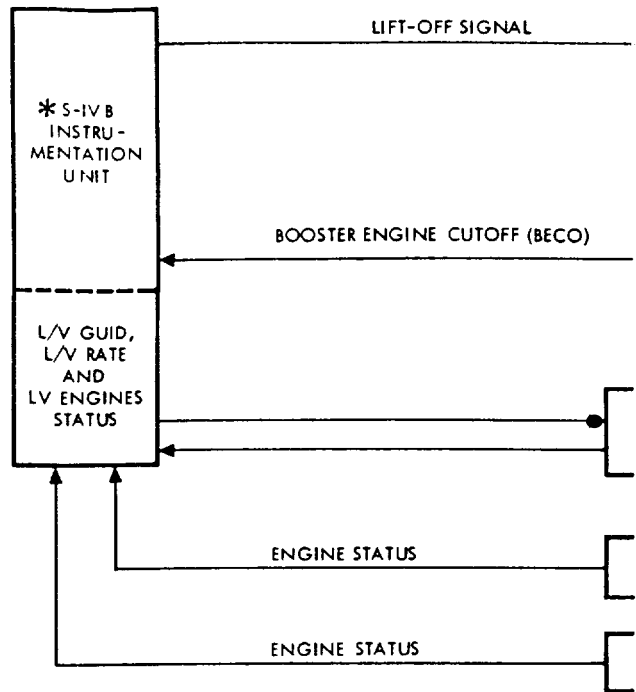 LIFT-OFF SIGNAL
* S-IVB
INSTRU-
MENTATION
UNIT
BOOSTER ENGINE CUTOFF (BECO)
L/V GUID,
L/V RATE
AND
LV ENGINES
STATUS
ENGINE STATUS
ENGINE STATUS